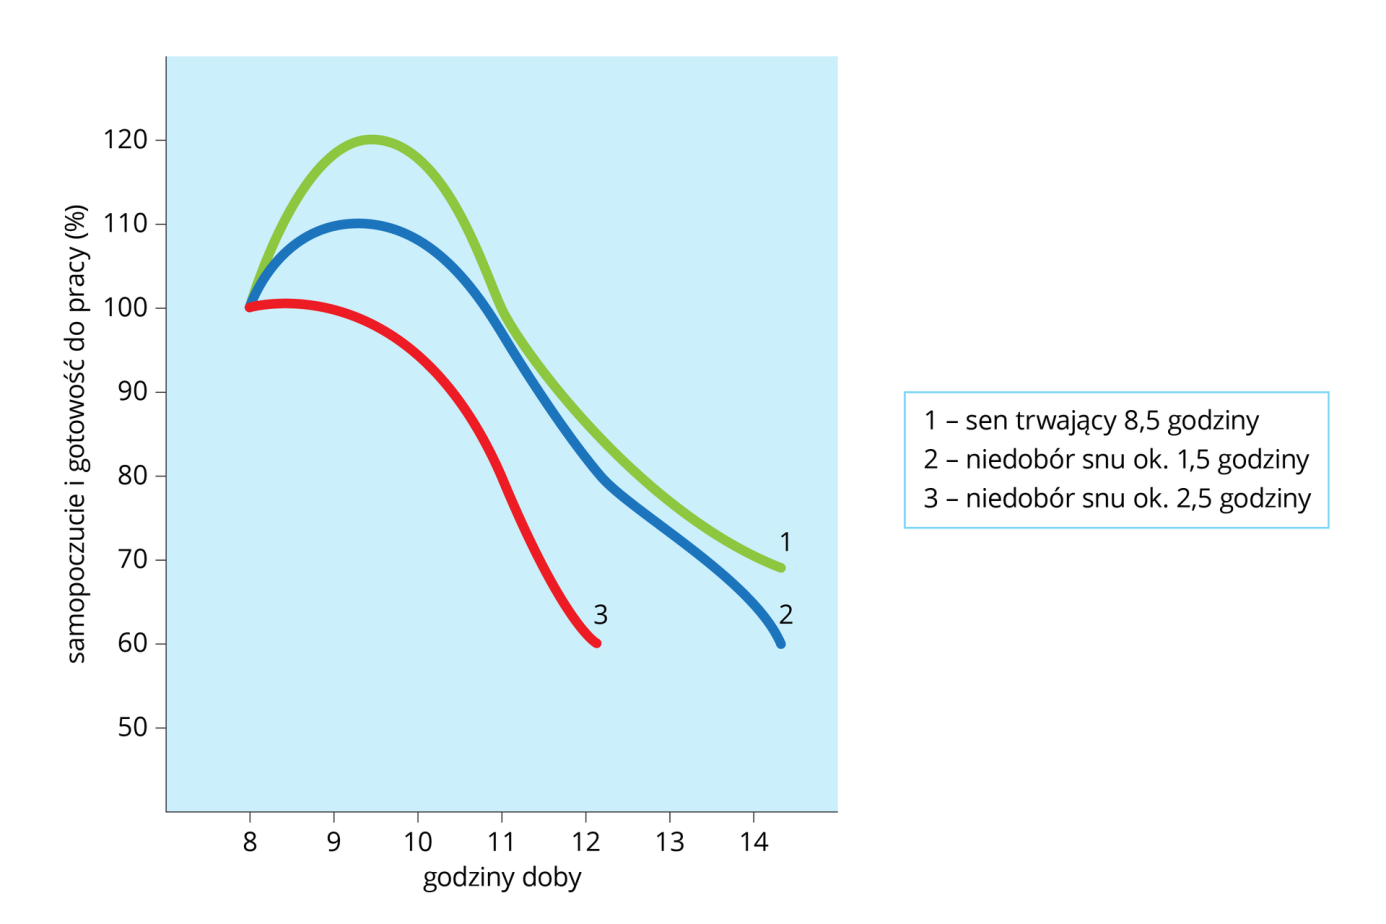 samopoczucie i gotowość do pracy (%)
120
110
100
90
80
70
60
50
8 9 10 11 12 13 14
godziny doby
1
2
3
1 – sen trwający 8,5 godziny
2 – niedobór snu ok. 1,5 godziny
3 – niedobór snu ok. 2,5 godziny